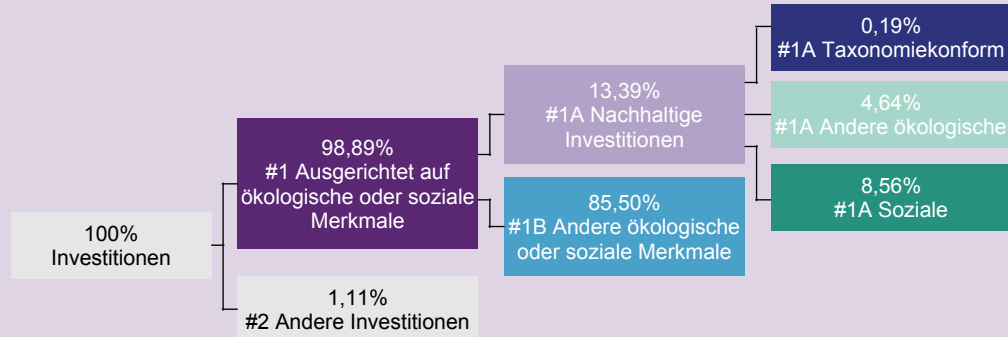 100%
Investitionen
98,89%
#1 Ausgerichtet auf
ökologische oder soziale
Merkmale
1,11%
#2 Andere Investitionen
13,39%
#1A Nachhaltige
Investitionen
85,50%
#1B Andere ökologische
oder soziale Merkmale
0,19%
#1A Taxonomiekonform
4,64%
#1A Andere ökologische
8,56%
#1A Soziale